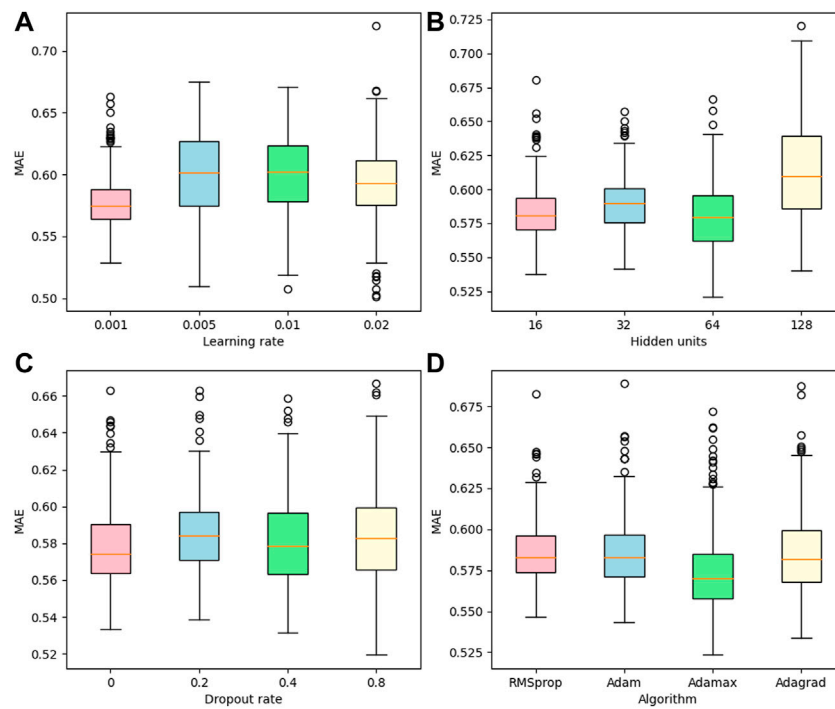 A
0.70
0.65
0.60
0.55
0.50
MAE
0.001 0.005 0.01 0.02
Learning rate
B
0.725
0.700
0.675
0.650
0.625
0.600
0.575
0.550
0.525
MAE
16 32 64 128
Hidden units
C
0.66
0.64
0.62
0.60
0.58
0.56
0.54
0.52
MAE
0 0.2 0.4 0.8
Dropout rate
D
0.675
0.650
0.625
0.600
0.575
0.550
0.525
MAE
RMSprop Adam Adamax Adagrad
Algorithm